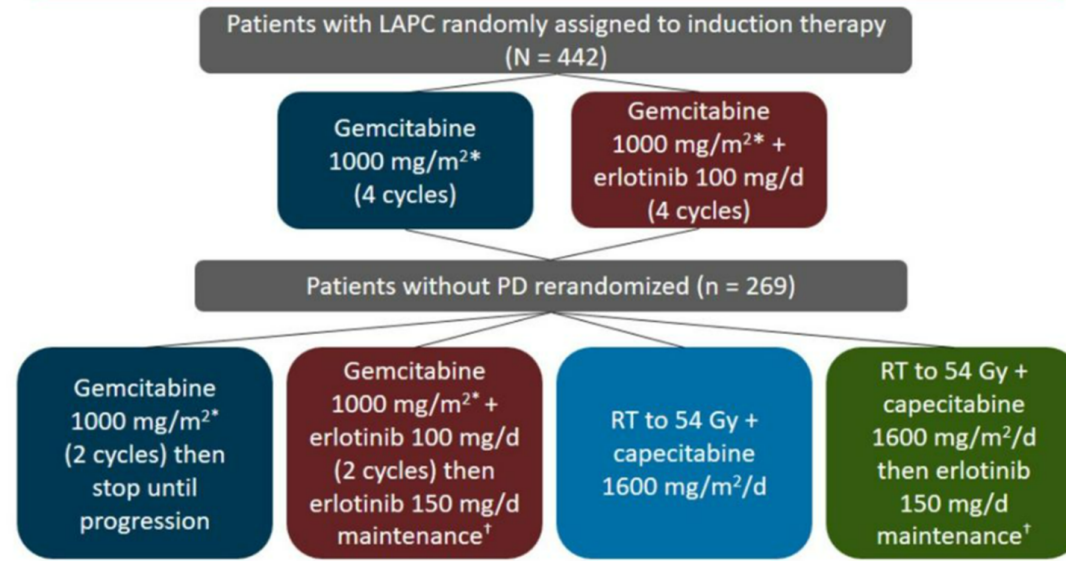 Patients with LAPC randomly assigned to induction therapy
(N = 442)
Gemcitabine
1000 mg/m²*
(4 cycles)
Gemcitabine
1000 mg/m²* +
erlotinib 100 mg/d
(4 cycles)
Patients without PD rerandomized (n = 269)
Gemcitabine
1000 mg/m²*
(2 cycles) then
stop until
progression
Gemcitabine
1000 mg/m²* +
erlotinib 100 mg/d
(2 cycles) then
erlotinib 150 mg/d
maintenance†
RT to 54 Gy +
capecitabine
1600 mg/m²/d
RT to 54 Gy +
capecitabine
1600 mg/m²/d
then erlotinib
150 mg/d
maintenance†